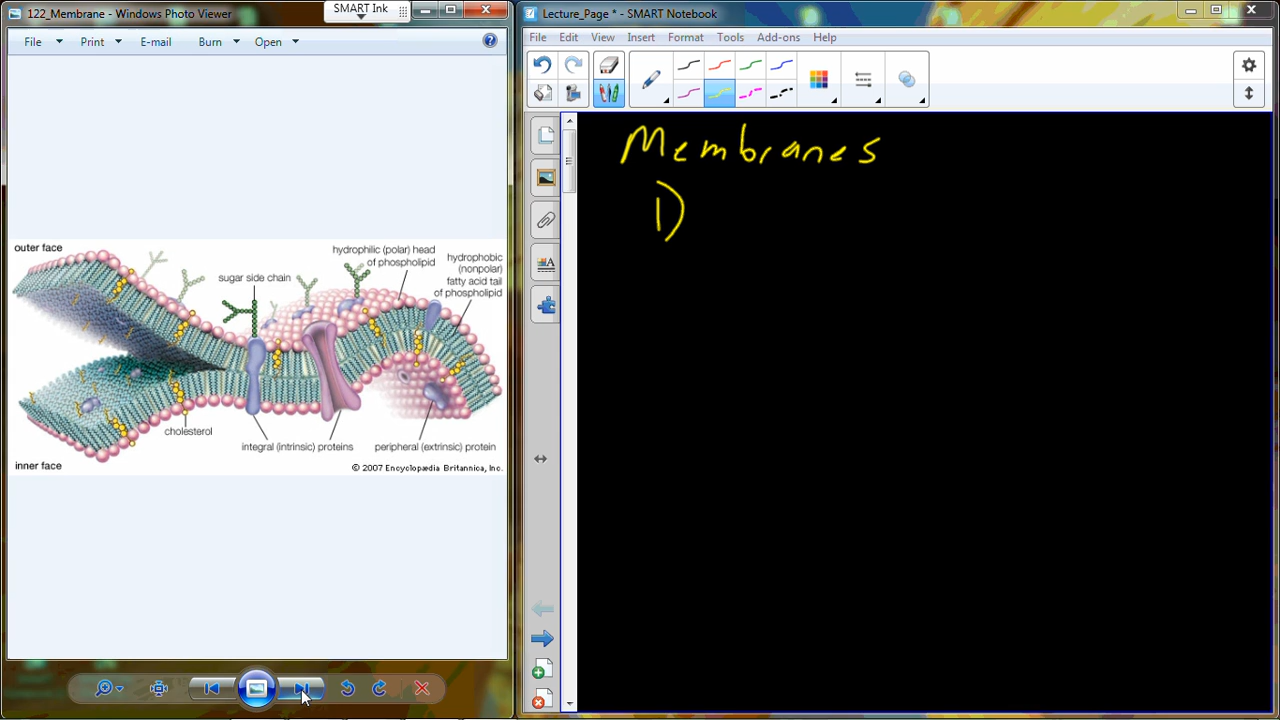 122_Membrane - Windows Photo Viewer
SMART Ink
File Print E-mail Burn Open
outer face
hydrophilic (polar) head
of phospholipid
hydrophobic
(nonpolar)
fatty acid tail
of phospholipid
sugar side chain
cholesterol
integral (intrinsic) proteins
peripheral (extrinsic) protein
inner face
© 2007 Encyclopædia Britannica, Inc.
Lecture_Page * - SMART Notebook
File Edit View Insert Format Tools Add-ons Help
Membranes
1)